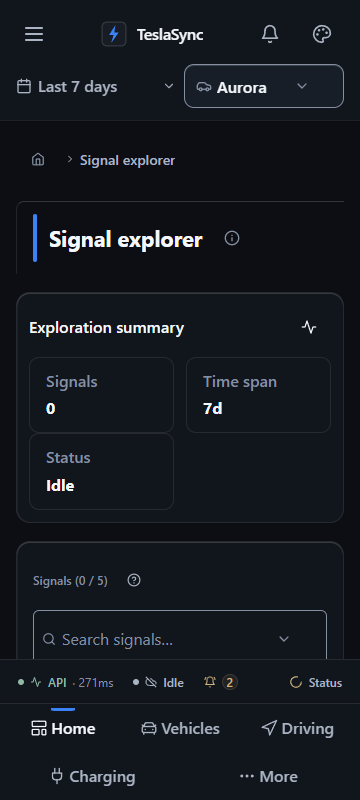 TeslaSync
Last 7 days
Aurora
Signal explorer
Signal explorer
Exploration summary
Signals
0
Time span
7d
Status
Idle
Signals (0 / 5)
Search signals...
API · 271ms
Idle
2
Status
Home
Vehicles
Driving
Charging
More